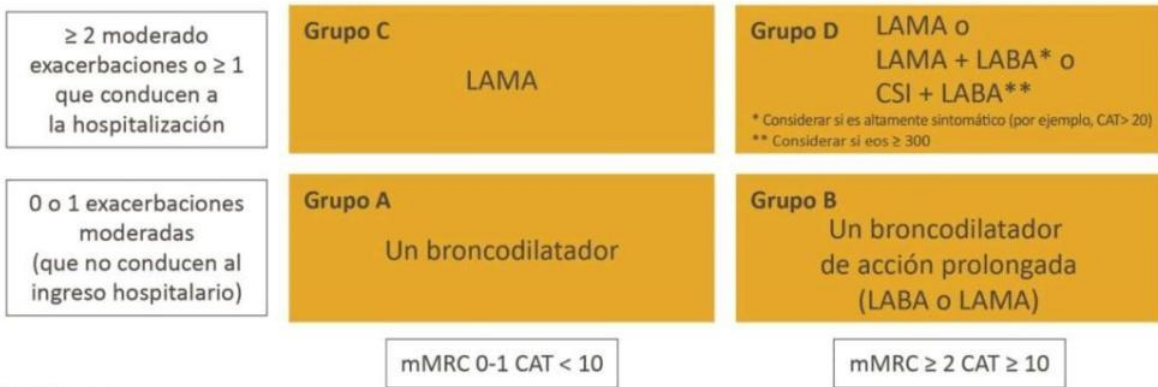 ≥ 2 moderado
exacerbaciones o ≥ 1
que conducen a
la hospitalización
Grupo C
LAMA
Grupo D
LAMA o
LAMA + LABA* o
CSI + LABA**
* Considerar si es altamente sintomático (por ejemplo, CAT> 20)
** Considerar si eos ≥ 300
0 o 1 exacerbaciones
moderadas
(que no conducen al
ingreso hospitalario)
Grupo A
Un broncodilatador
Grupo B
Un broncodilatador
de acción prolongada
(LABA o LAMA)
mMRC 0-1 CAT < 10
mMRC ≥ 2 CAT ≥ 10